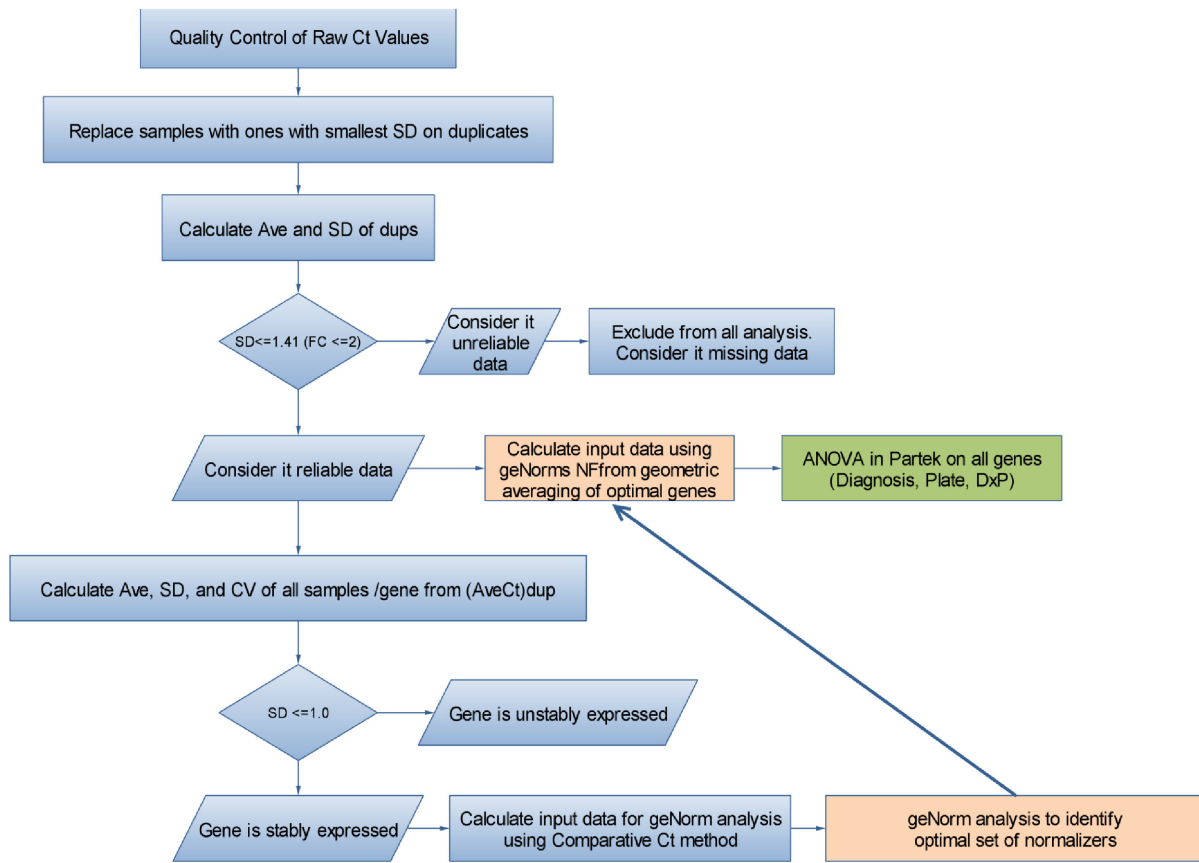 Quality Control of Raw Ct Values
Replace samples with ones with smallest SD on duplicates
Calculate Ave and SD of dups
SD<=1.41 (FC <=2)
Consider it
unreliable
data
Exclude from all analysis.
Consider it missing data
Consider it reliable data
Calculate input data using
geNorms NFfrom geometric
averaging of optimal genes
ANOVA in Partek on all genes
(Diagnosis, Plate, DxP)
Calculate Ave, SD, and CV of all samples /gene from (AveCt)dup
SD <=1.0
Gene is unstably expressed
Gene is stably expressed
Calculate input data for geNorm analysis
using Comparative Ct method
geNorm analysis to identify
optimal set of normalizers